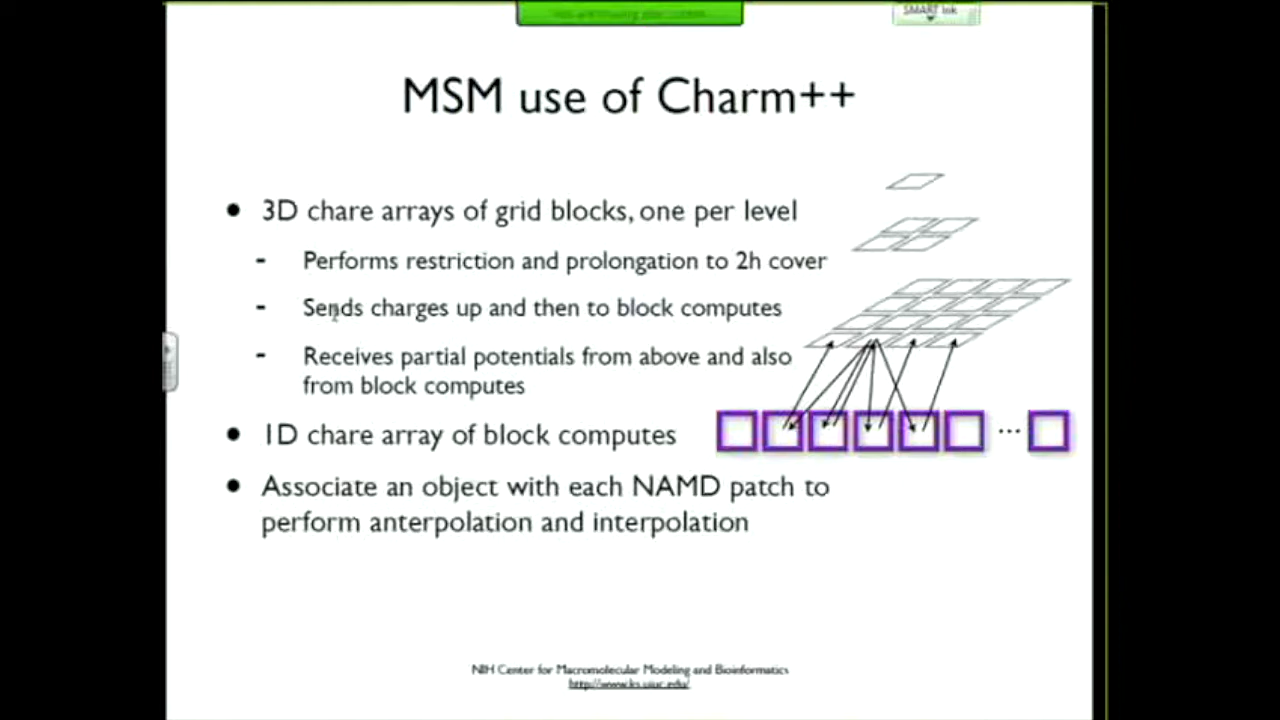 SMART Ink
MSM use of Charm++
• 3D chare arrays of grid blocks, one per level
- Performs restriction and prolongation to 2h cover
- Sends charges up and then to block computes
- Receives partial potentials from above and also
from block computes
• 1D chare array of block computes
...
• Associate an object with each NAMD patch to
perform anterpolation and interpolation
NIH Center for Macromolecular Modeling and Bioinformatics
http://www.ks.uiuc.edu/